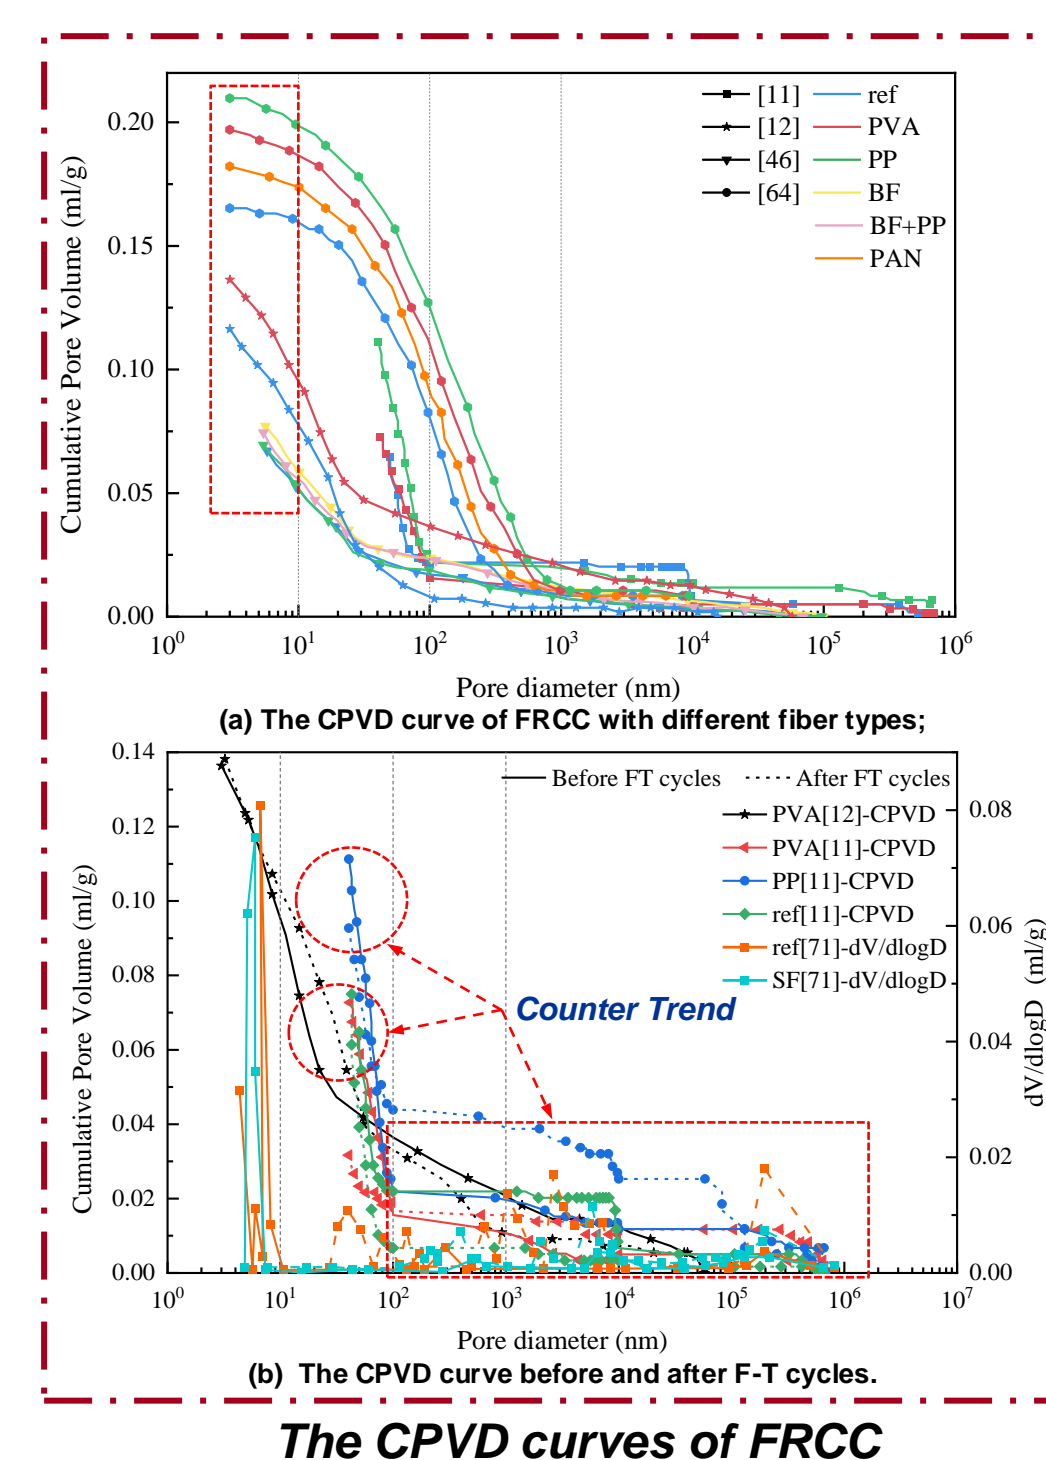 [11] ref
[12] PVA
[46] PP
[64] BF
BF+PP
PAN
Cumulative Pore Volume (ml/g)
0.20
0.15
0.10
0.05
0.00
10^0 10^1 10^2 10^3 10^4 10^5 10^6
Pore diameter (nm)
(a) The CPVD curve of FRCC with different fiber types;
Before FT cycles After FT cycles
PVA[12]-CPVD
PVA[11]-CPVD
PP[11]-CPVD
ref[11]-CPVD
ref[71]-dV/dlogD
SF[71]-dV/dlogD
Counter Trend
Cumulative Pore Volume (ml/g)
0.14
0.12
0.10
0.08
0.06
0.04
0.02
0.00
dV/dlogD (ml/g)
0.08
0.06
0.04
0.02
0.00
10^0 10^1 10^2 10^3 10^4 10^5 10^6 10^7
Pore diameter (nm)
(b) The CPVD curve before and after F-T cycles.
The CPVD curves of FRCC